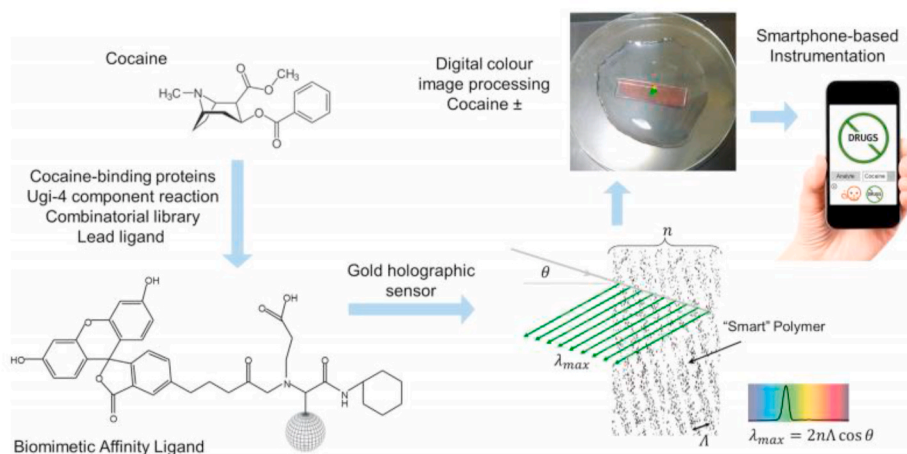 Cocaine
H₃C
N
O
O
CH₃
O
O
Cocaine-binding proteins
Ugi-4 component reaction
Combinatorial library
Lead ligand
OH
O
HO
O
O
O
OH
O
N
O
N
H
Biomimetic Affinity Ligand
Gold holographic
sensor
Digital colour
image processing
Cocaine ±
Smartphone-based
Instrumentation
DRUGS
Analyte
Cocaine
n
θ
λmax
"Smart" Polymer
Λ
λmax = 2nΛ cos θ